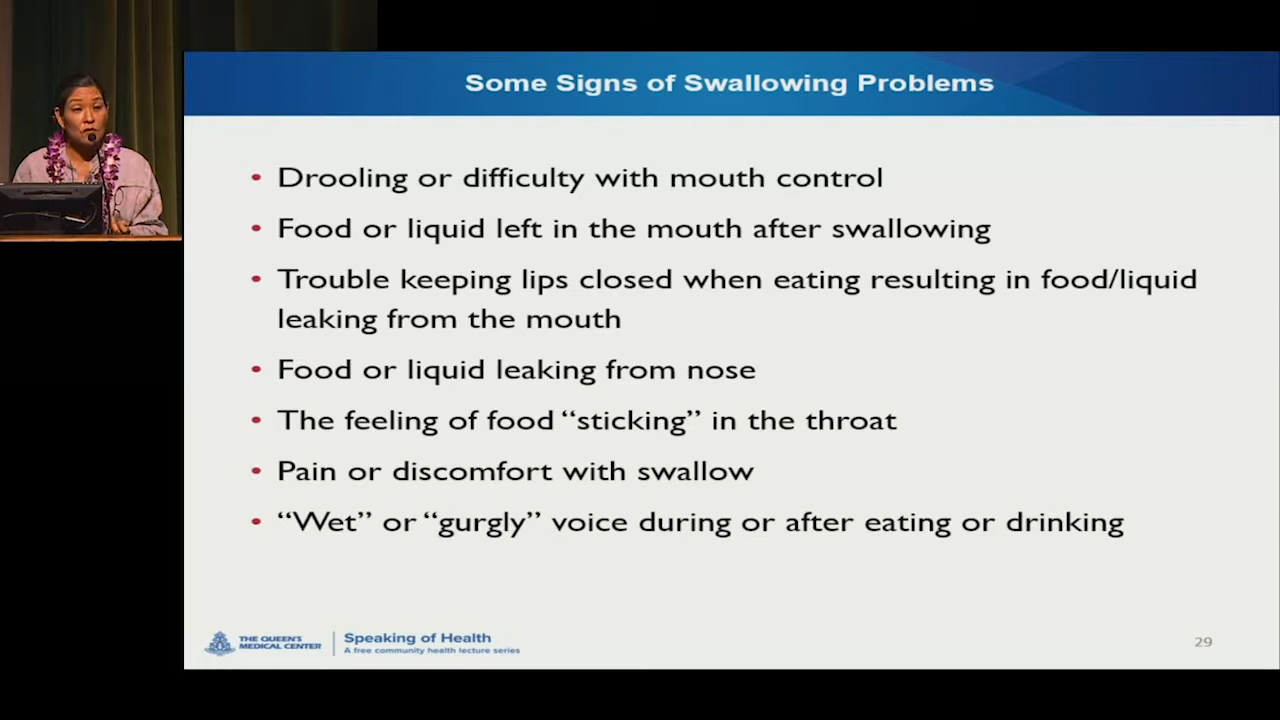 Some Signs of Swallowing Problems
• Drooling or difficulty with mouth control
• Food or liquid left in the mouth after swallowing
• Trouble keeping lips closed when eating resulting in food/liquid
leaking from the mouth
• Food or liquid leaking from nose
• The feeling of food “sticking” in the throat
• Pain or discomfort with swallow
• “Wet” or “gurgly” voice during or after eating or drinking
THE QUEEN'S
MEDICAL CENTER
Speaking of Health
A free community health lecture series
29